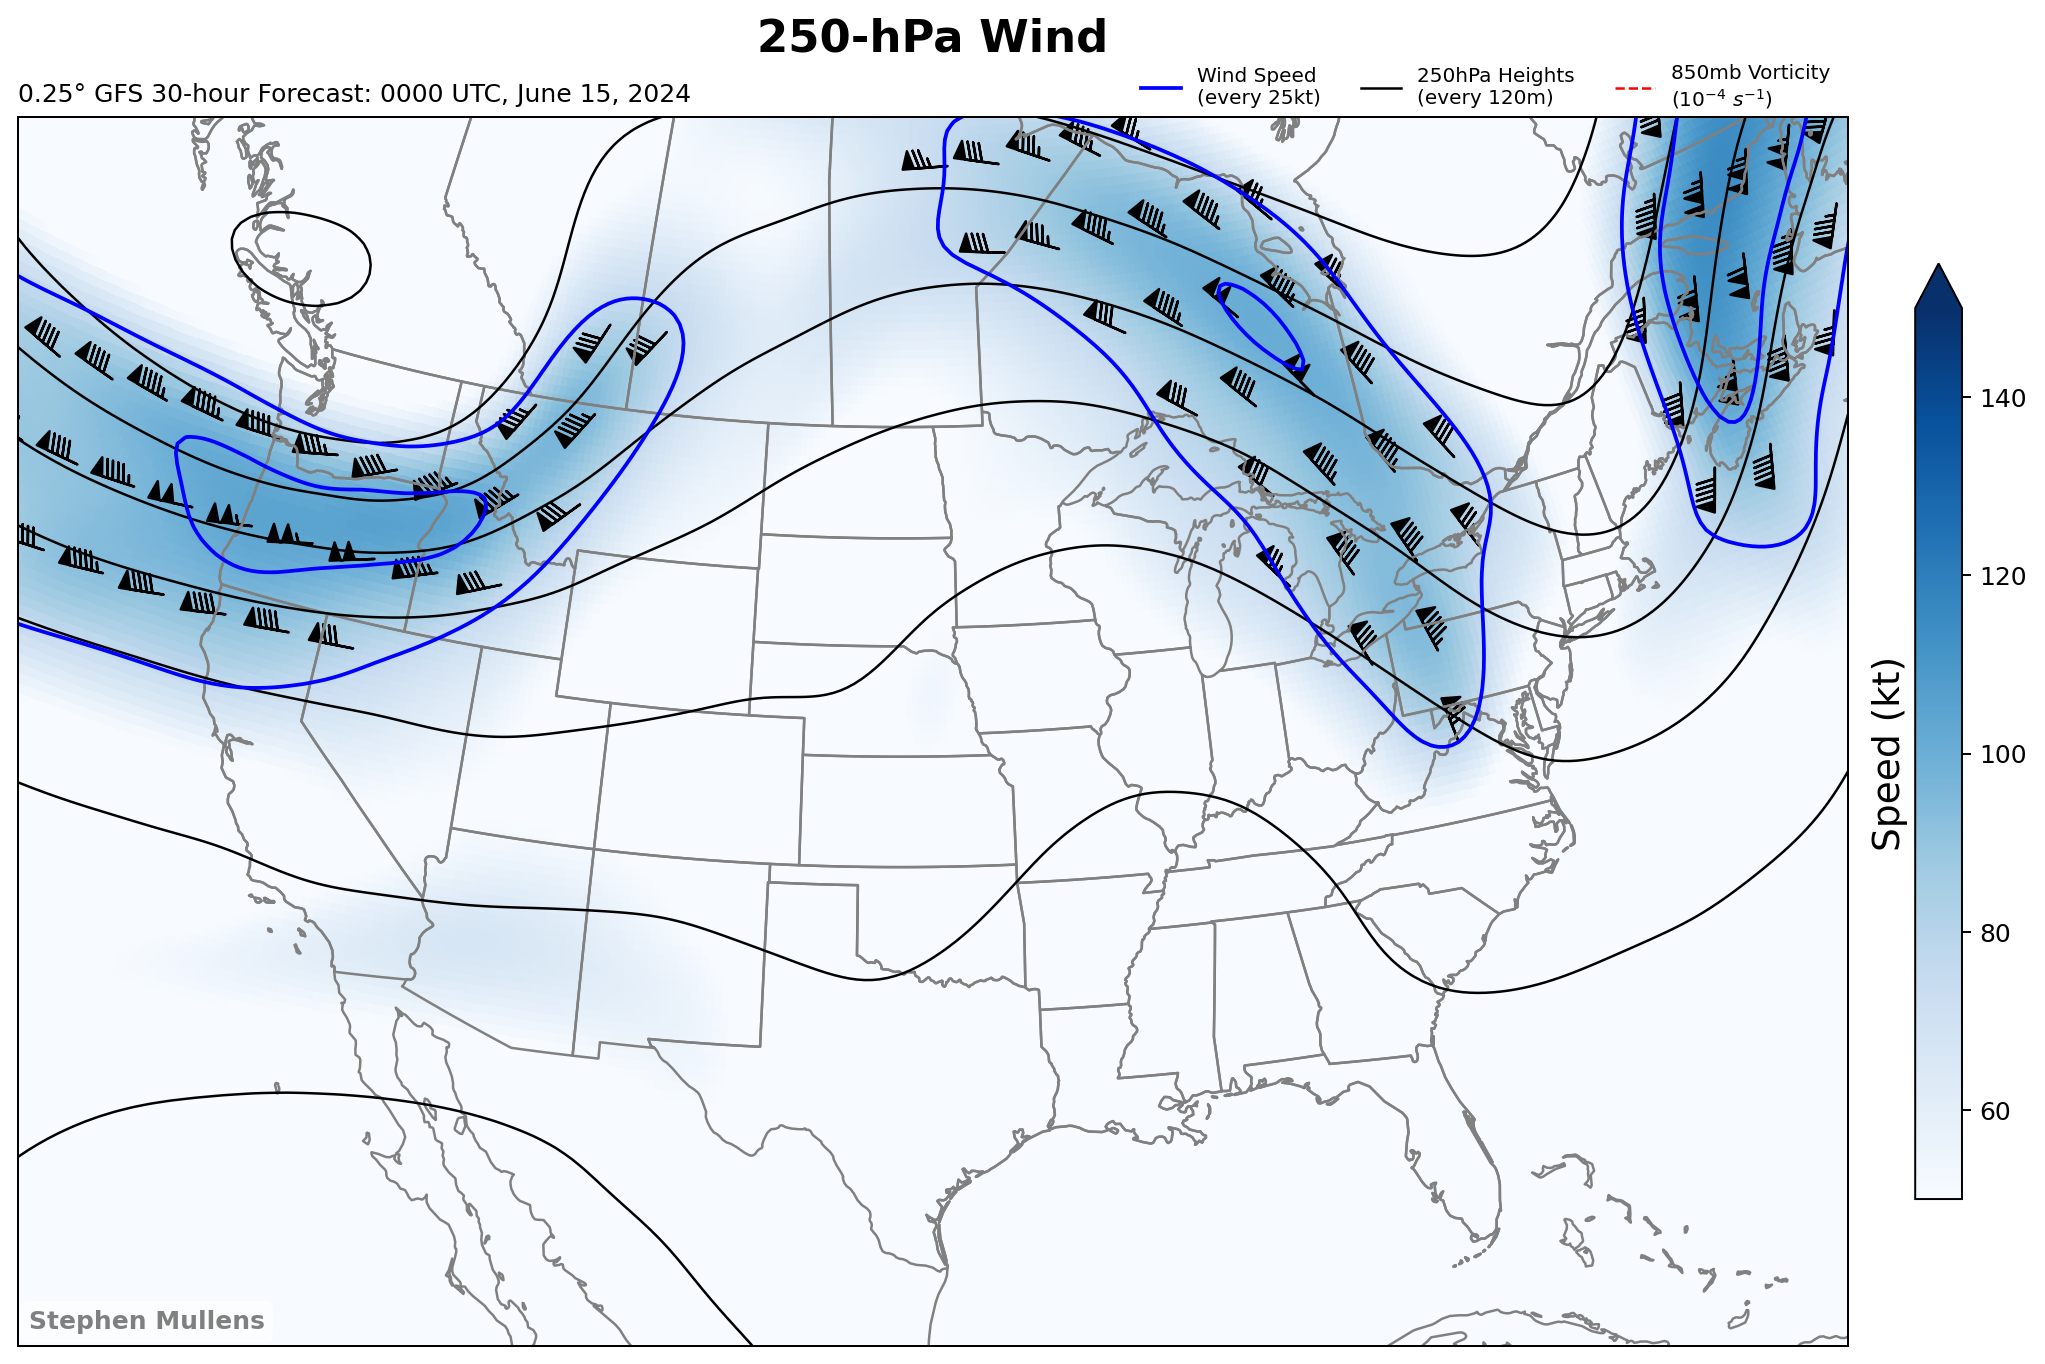 250-hPa Wind
0.25° GFS 30-hour Forecast: 0000 UTC, June 15, 2024
Wind Speed
(every 25kt)
250hPa Heights
(every 120m)
850mb Vorticity
(10⁻⁴ s⁻¹)
140
120
100
80
60
Speed (kt)
Stephen Mullens